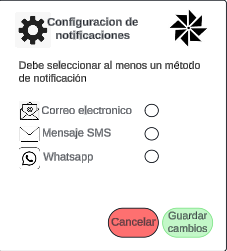 Configuracion de
notificaciones
Debe seleccionar al menos un método
de notificación
Correo electronico
Mensaje SMS
Whatsapp
Cancelar
Guardar
cambios